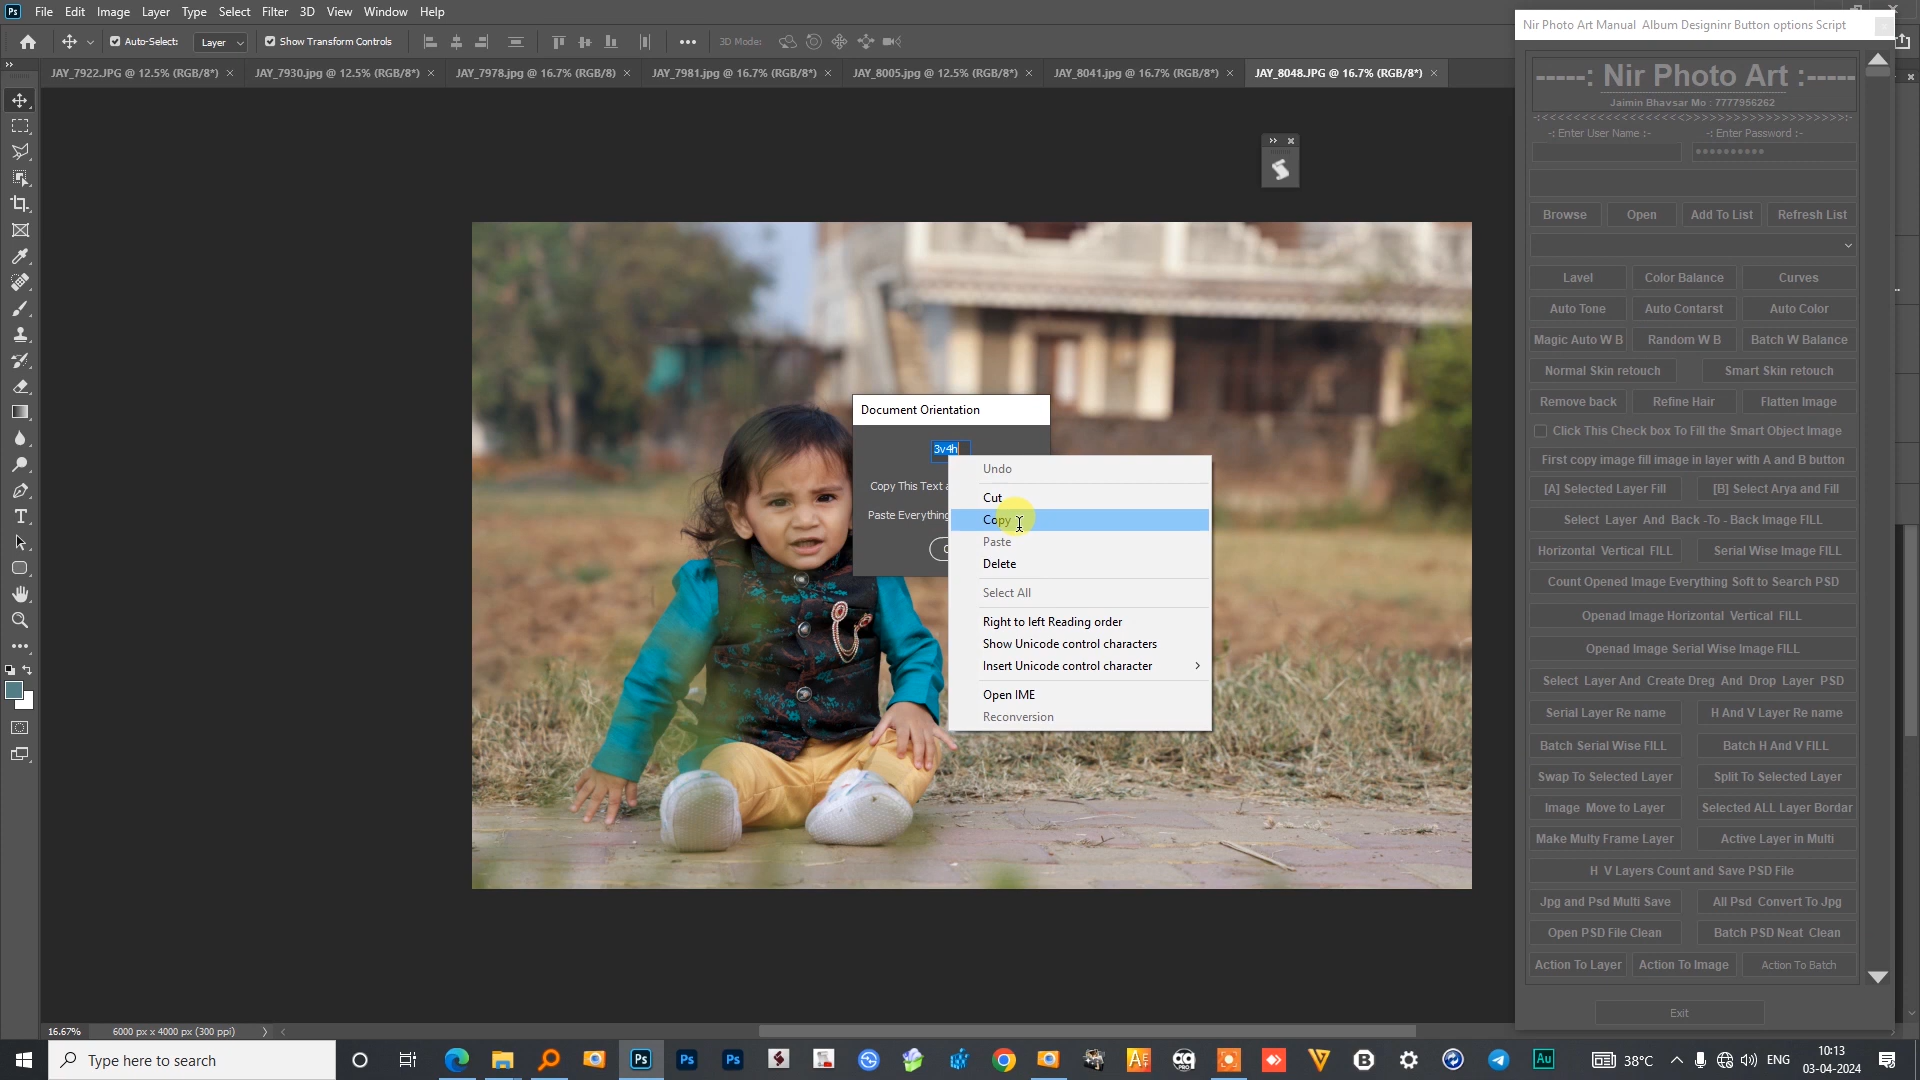 Ps File Edit Image Layer Type Select Filter 3D View Window Help
Auto-Select: Layer Show Transform Controls 3D Mode:
JAY_7922.JPG @ 12.5% (RGB/8*) JAY_7930.jpg @ 12.5% (RGB/8*) JAY_7978.jpg @ 16.7% (RGB/8) JAY_7981.jpg @ 16.7% (RGB/8*) JAY_8005.jpg @ 12.5% (RGB/8*) JAY_8041.jpg @ 16.7% (RGB/8*) JAY_8048.JPG @ 16.7% (RGB/8*)
Document Orientation
3v4h
Copy This Text a
Paste Everything
Undo
Cut
Copy
Paste
Delete
Select All
Right to left Reading order
Show Unicode control characters
Insert Unicode control character
Open IME
Reconversion
Nir Photo Art Manual Album Designinr Button options Script
-----: Nir Photo Art :-----
Jaimin Bhavsar Mo : 7777956262
-: Enter User Name :- -: Enter Password :-
Browse Open Add To List Refresh List
Lavel Color Balance Curves
Auto Tone Auto Contarst Auto Color
Magic Auto W B Random W B Batch W Balance
Normal Skin retouch Smart Skin retouch
Remove back Refine Hair Flatten Image
Click This Check box To Fill the Smart Object Image
First copy image fill image in layer with A and B button
[A] Selected Layer Fill [B] Select Arya and Fill
Select Layer And Back -To - Back Image FILL
Horizontal Vertical FILL Serial Wise Image FILL
Count Opened Image Everything Soft to Search PSD
Openad Image Horizontal Vertical FILL
Openad Image Serial Wise Image FILL
Select Layer And Create Dreg And Drop Layer PSD
Serial Layer Re name H And V Layer Re name
Batch Serial Wise FILL Batch H And V FILL
Swap To Selected Layer Split To Selected Layer
Image Move to Layer Selected ALL Layer Bordar
Make Multy Frame Layer Active Layer in Multi
H V Layers Count and Save PSD File
Jpg and Psd Multi Save All Psd Convert To Jpg
Open PSD File Clean Batch PSD Neat Clean
Action To Layer Action To Image Action To Batch
Exit
16.67% 6000 px x 4000 px (300 ppi)
Type here to search
Ps Ps Ps Au
38°C ENG 10:13
03-04-2024